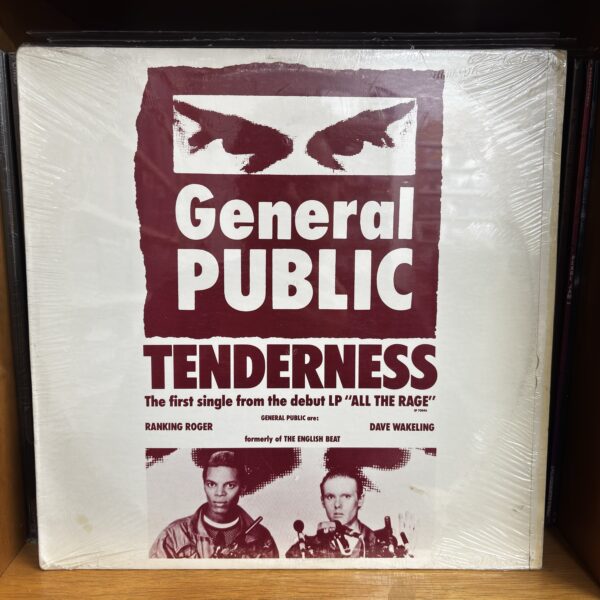 General
PUBLIC
TENDERNESS
The first single from the debut LP "ALL THE RAGE"
GENERAL PUBLIC are:
RANKING ROGER DAVE WAKELING
formerly of THE ENGLISH BEAT